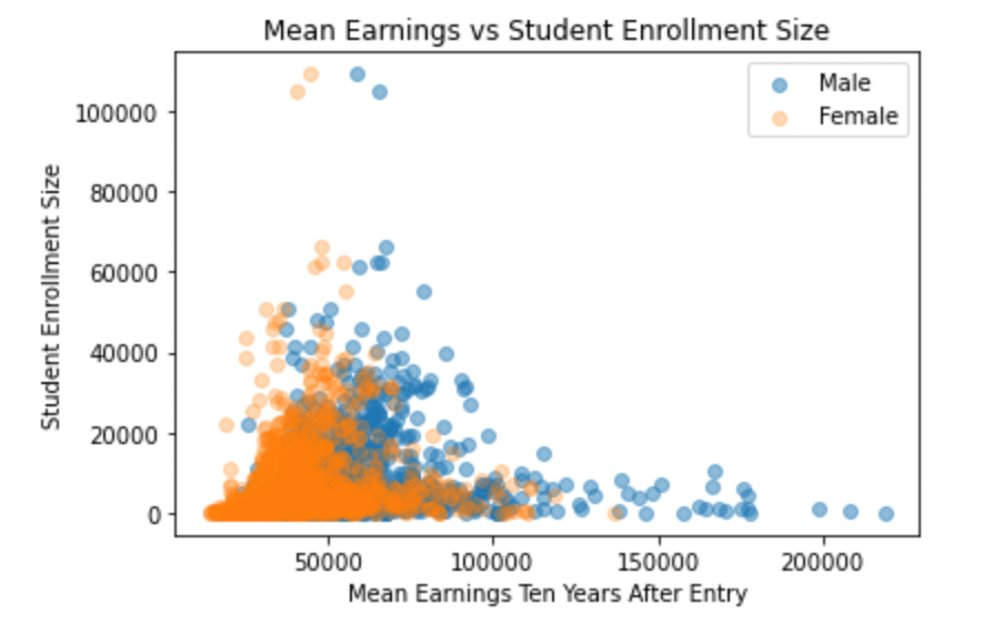 Mean Earnings vs Student Enrollment Size
Male
Female
100000
80000
60000
40000
20000
0
Student Enrollment Size
50000 100000 150000 200000
Mean Earnings Ten Years After Entry